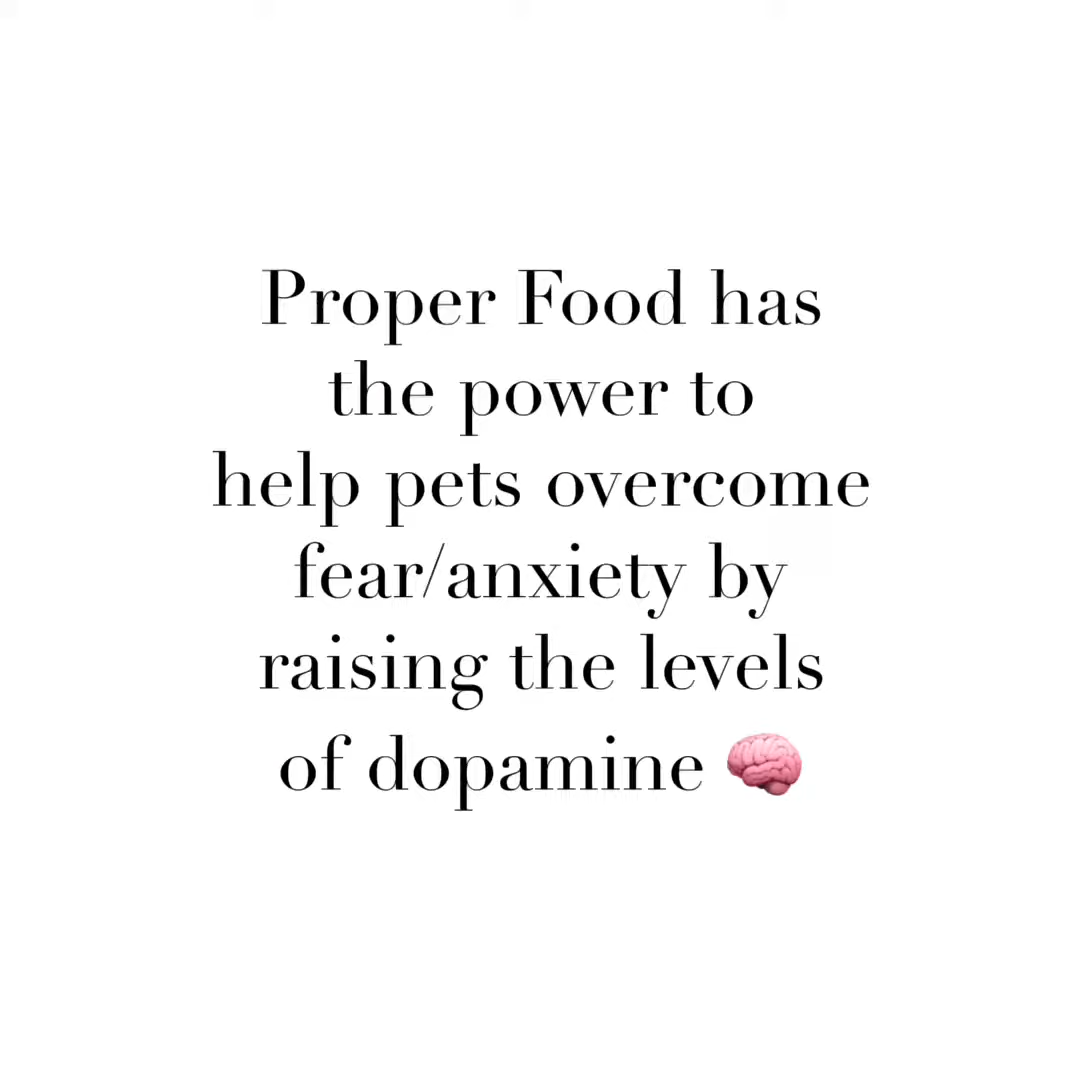 Proper Food has
the power to
help pets overcome
fear/anxiety by
raising the levels
of dopamine 🧠